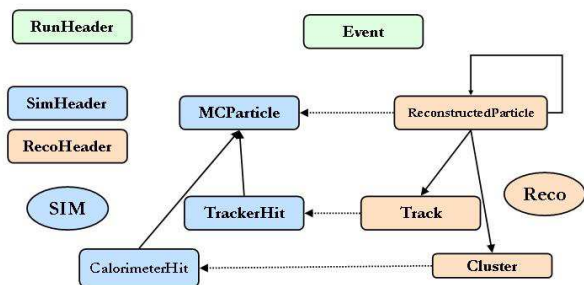 RunHeader
Event
SimHeader
MCParticle
ReconstructedParticle
RecoHeader
SIM
TrackerHit
Track
Reco
CalorimeterHit
Cluster